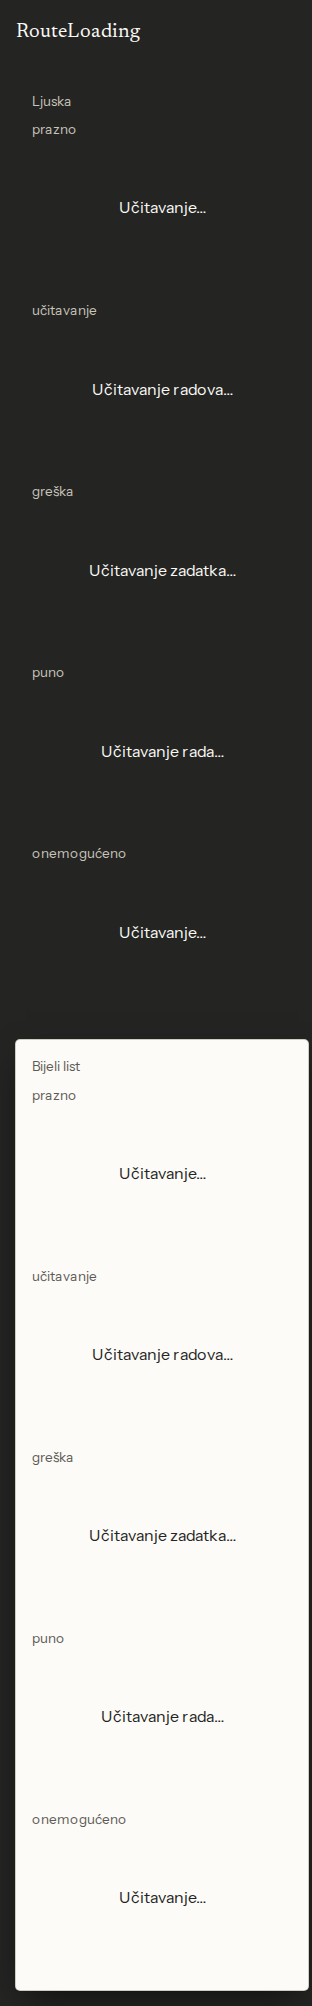 RouteLoading
Ljuska
prazno
Učitavanje…
učitavanje
Učitavanje radova…
greška
Učitavanje zadatka…
puno
Učitavanje rada…
onemogućeno
Učitavanje…
Bijeli list
prazno
Učitavanje…
učitavanje
Učitavanje radova…
greška
Učitavanje zadatka…
puno
Učitavanje rada…
onemogućeno
Učitavanje…